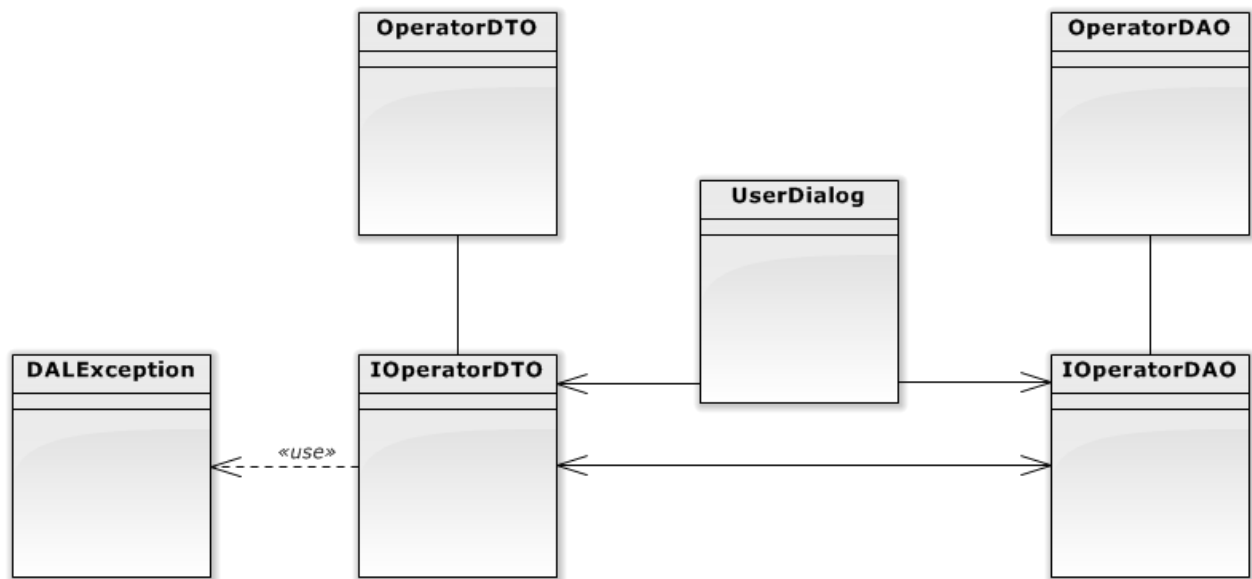 OperatorDTO
OperatorDAO
UserDialog
DALException
IOperatorDTO
IOperatorDAO
«use»